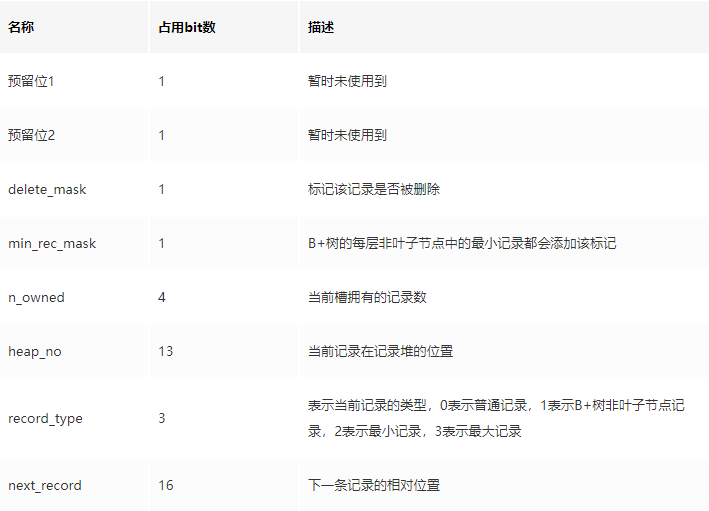 名称 占用bit数 描述
预留位1 1 暂时未使用到
预留位2 1 暂时未使用到
delete_mask 1 标记该记录是否被删除
min_rec_mask 1 B+树的每层非叶子节点中的最小记录都会添加该标记
n_owned 4 当前槽拥有的记录数
heap_no 13 当前记录在记录堆的位置
record_type 3 表示当前记录的类型，0表示普通记录，1表示B+树非叶子节点记
录，2表示最小记录，3表示最大记录
next_record 16 下一条记录的相对位置